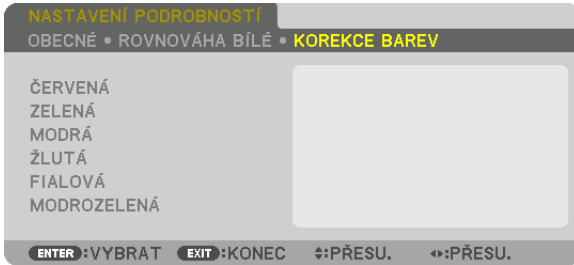 NASTAVENÍ PODROBNOSTÍ
OBECNÉ • ROVNOVÁHA BÍLÉ • KOREKCE BAREV
ČERVENÁ
ZELENÁ
MODRÁ
ŽLUTÁ
FIALOVÁ
MODROZELENÁ
ENTER :VYBRAT EXIT :KONEC :PŘESU. :PŘESU.